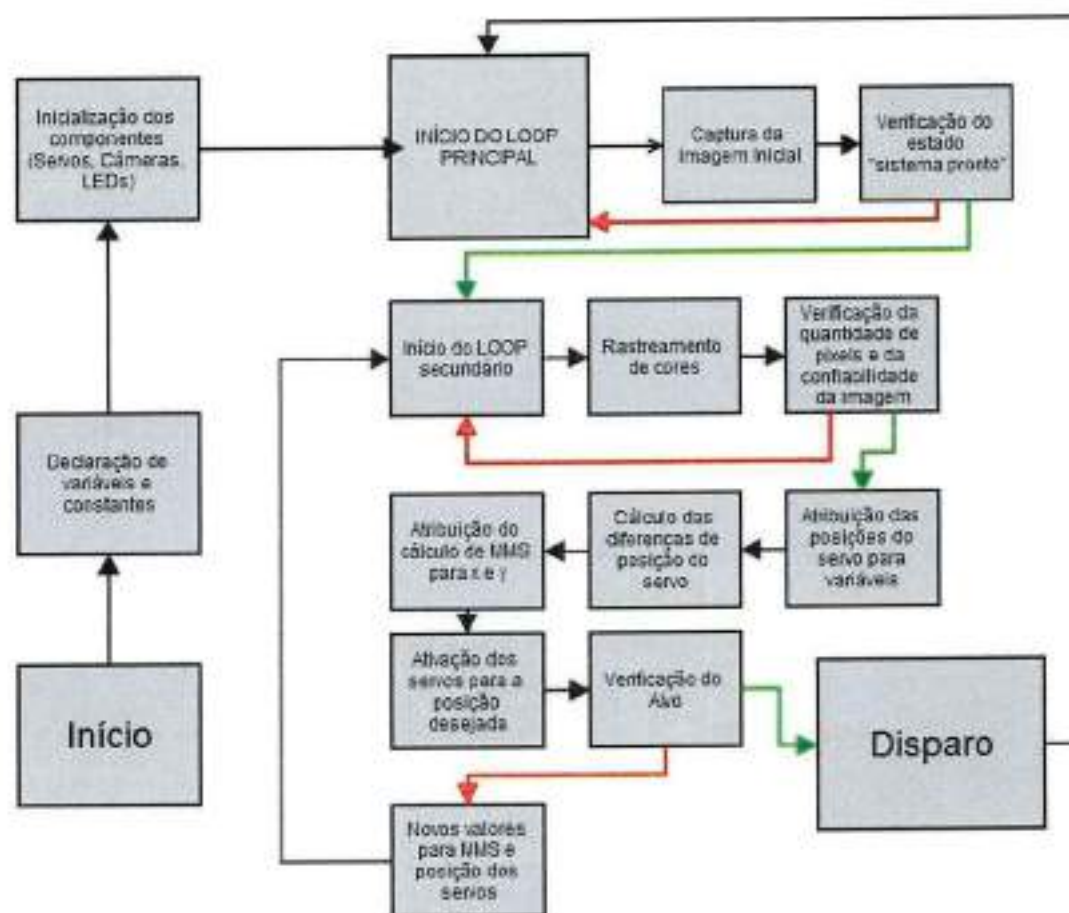 Início
Declaração de
variáveis e
constantes
Inicialização dos
componentes
(Servos, Câmeras,
LEDs)
INÍCIO DO LOOP
PRINCIPAL
Captura da
Imagem Inicial
Verificação do
estado
"sistema pronto"
Início do LOOP
secundário
Rastreamento
de cores
Verificação da
quantidade de
pixels e da
confiabilidade
da imagem
Atribuição das
posições do
servo para
variáveis
Cálculo das
diferenças de
posição do
servo
Atribuição do
cálculo de MMS
para x e y
Ativação dos
servos para a
posição
desejada
Verificação do
Alvo
Disparo
Novos valores
para MMS e
posição dos
servos